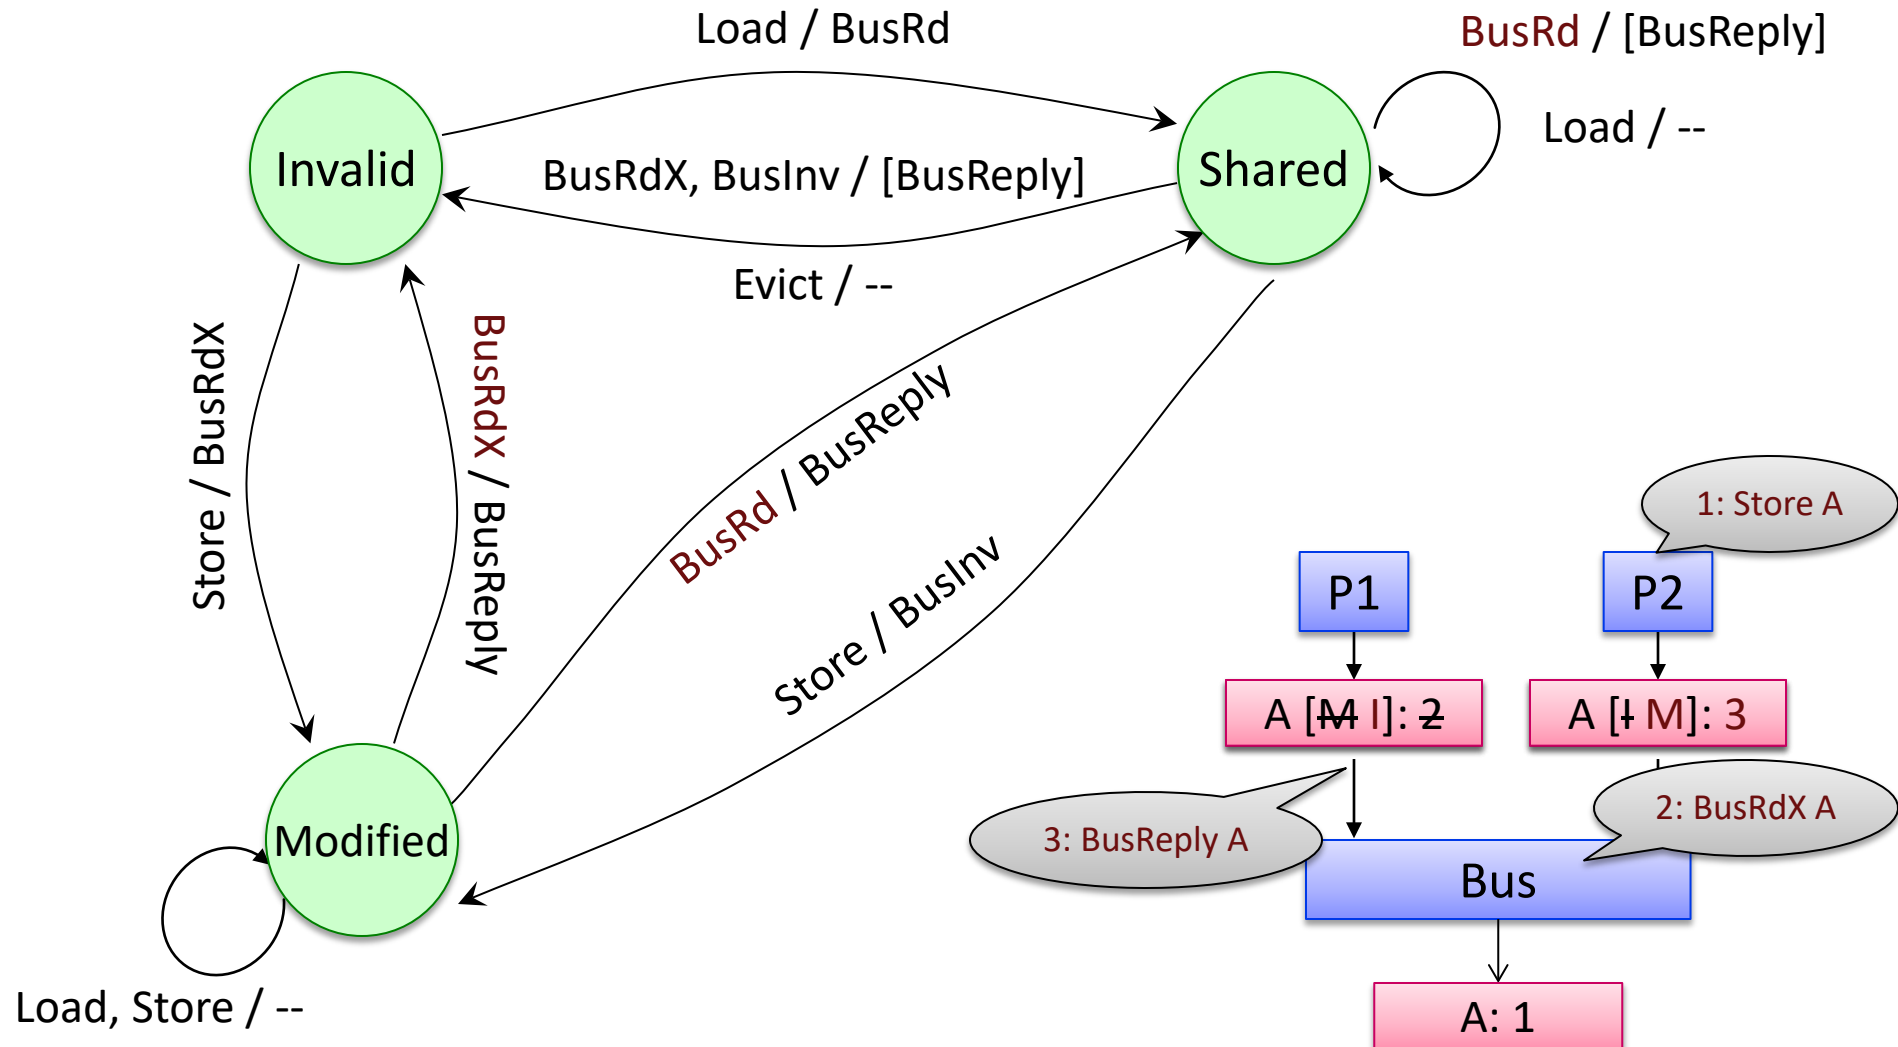 Load / BusRd
BusRd / [BusReply]
Load / --
Invalid
Shared
BusRdX, BusInv / [BusReply]
Evict / --
Store / BusRdX
BusRdX / BusReply
BusRd / BusReply
Store / BusInv
Modified
Load, Store / --
1: Store A
P1
P2
A [M I]: 2
A [I M]: 3
2: BusRdX A
3: BusReply A
Bus
A: 1